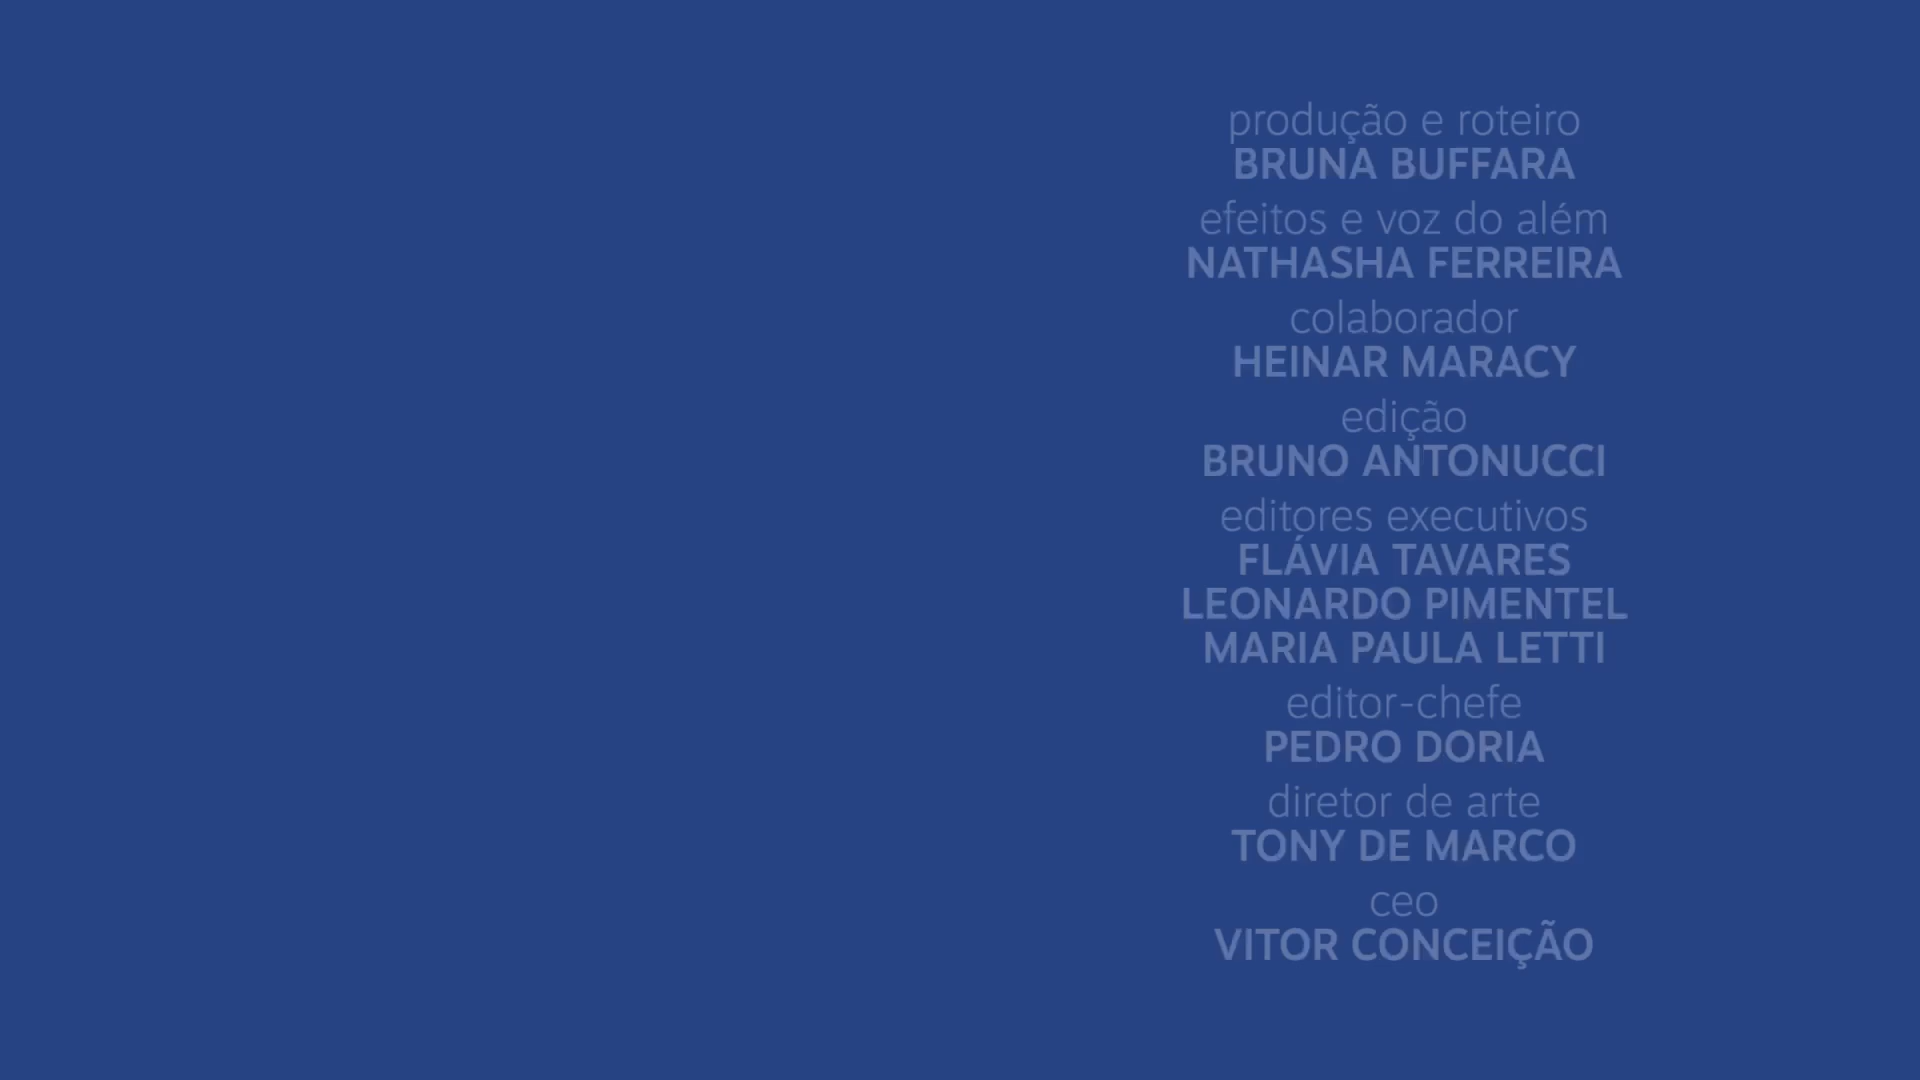 produção e roteiro
BRUNA BUFFARA
efeitos e voz do além
NATHASHA FERREIRA
colaborador
HEINAR MARACY
edição
BRUNO ANTONUCCI
editores executivos
FLÁVIA TAVARES
LEONARDO PIMENTEL
MARIA PAULA LETTI
editor-chefe
PEDRO DORIA
diretor de arte
TONY DE MARCO
ceo
VITOR CONCEIÇÃO